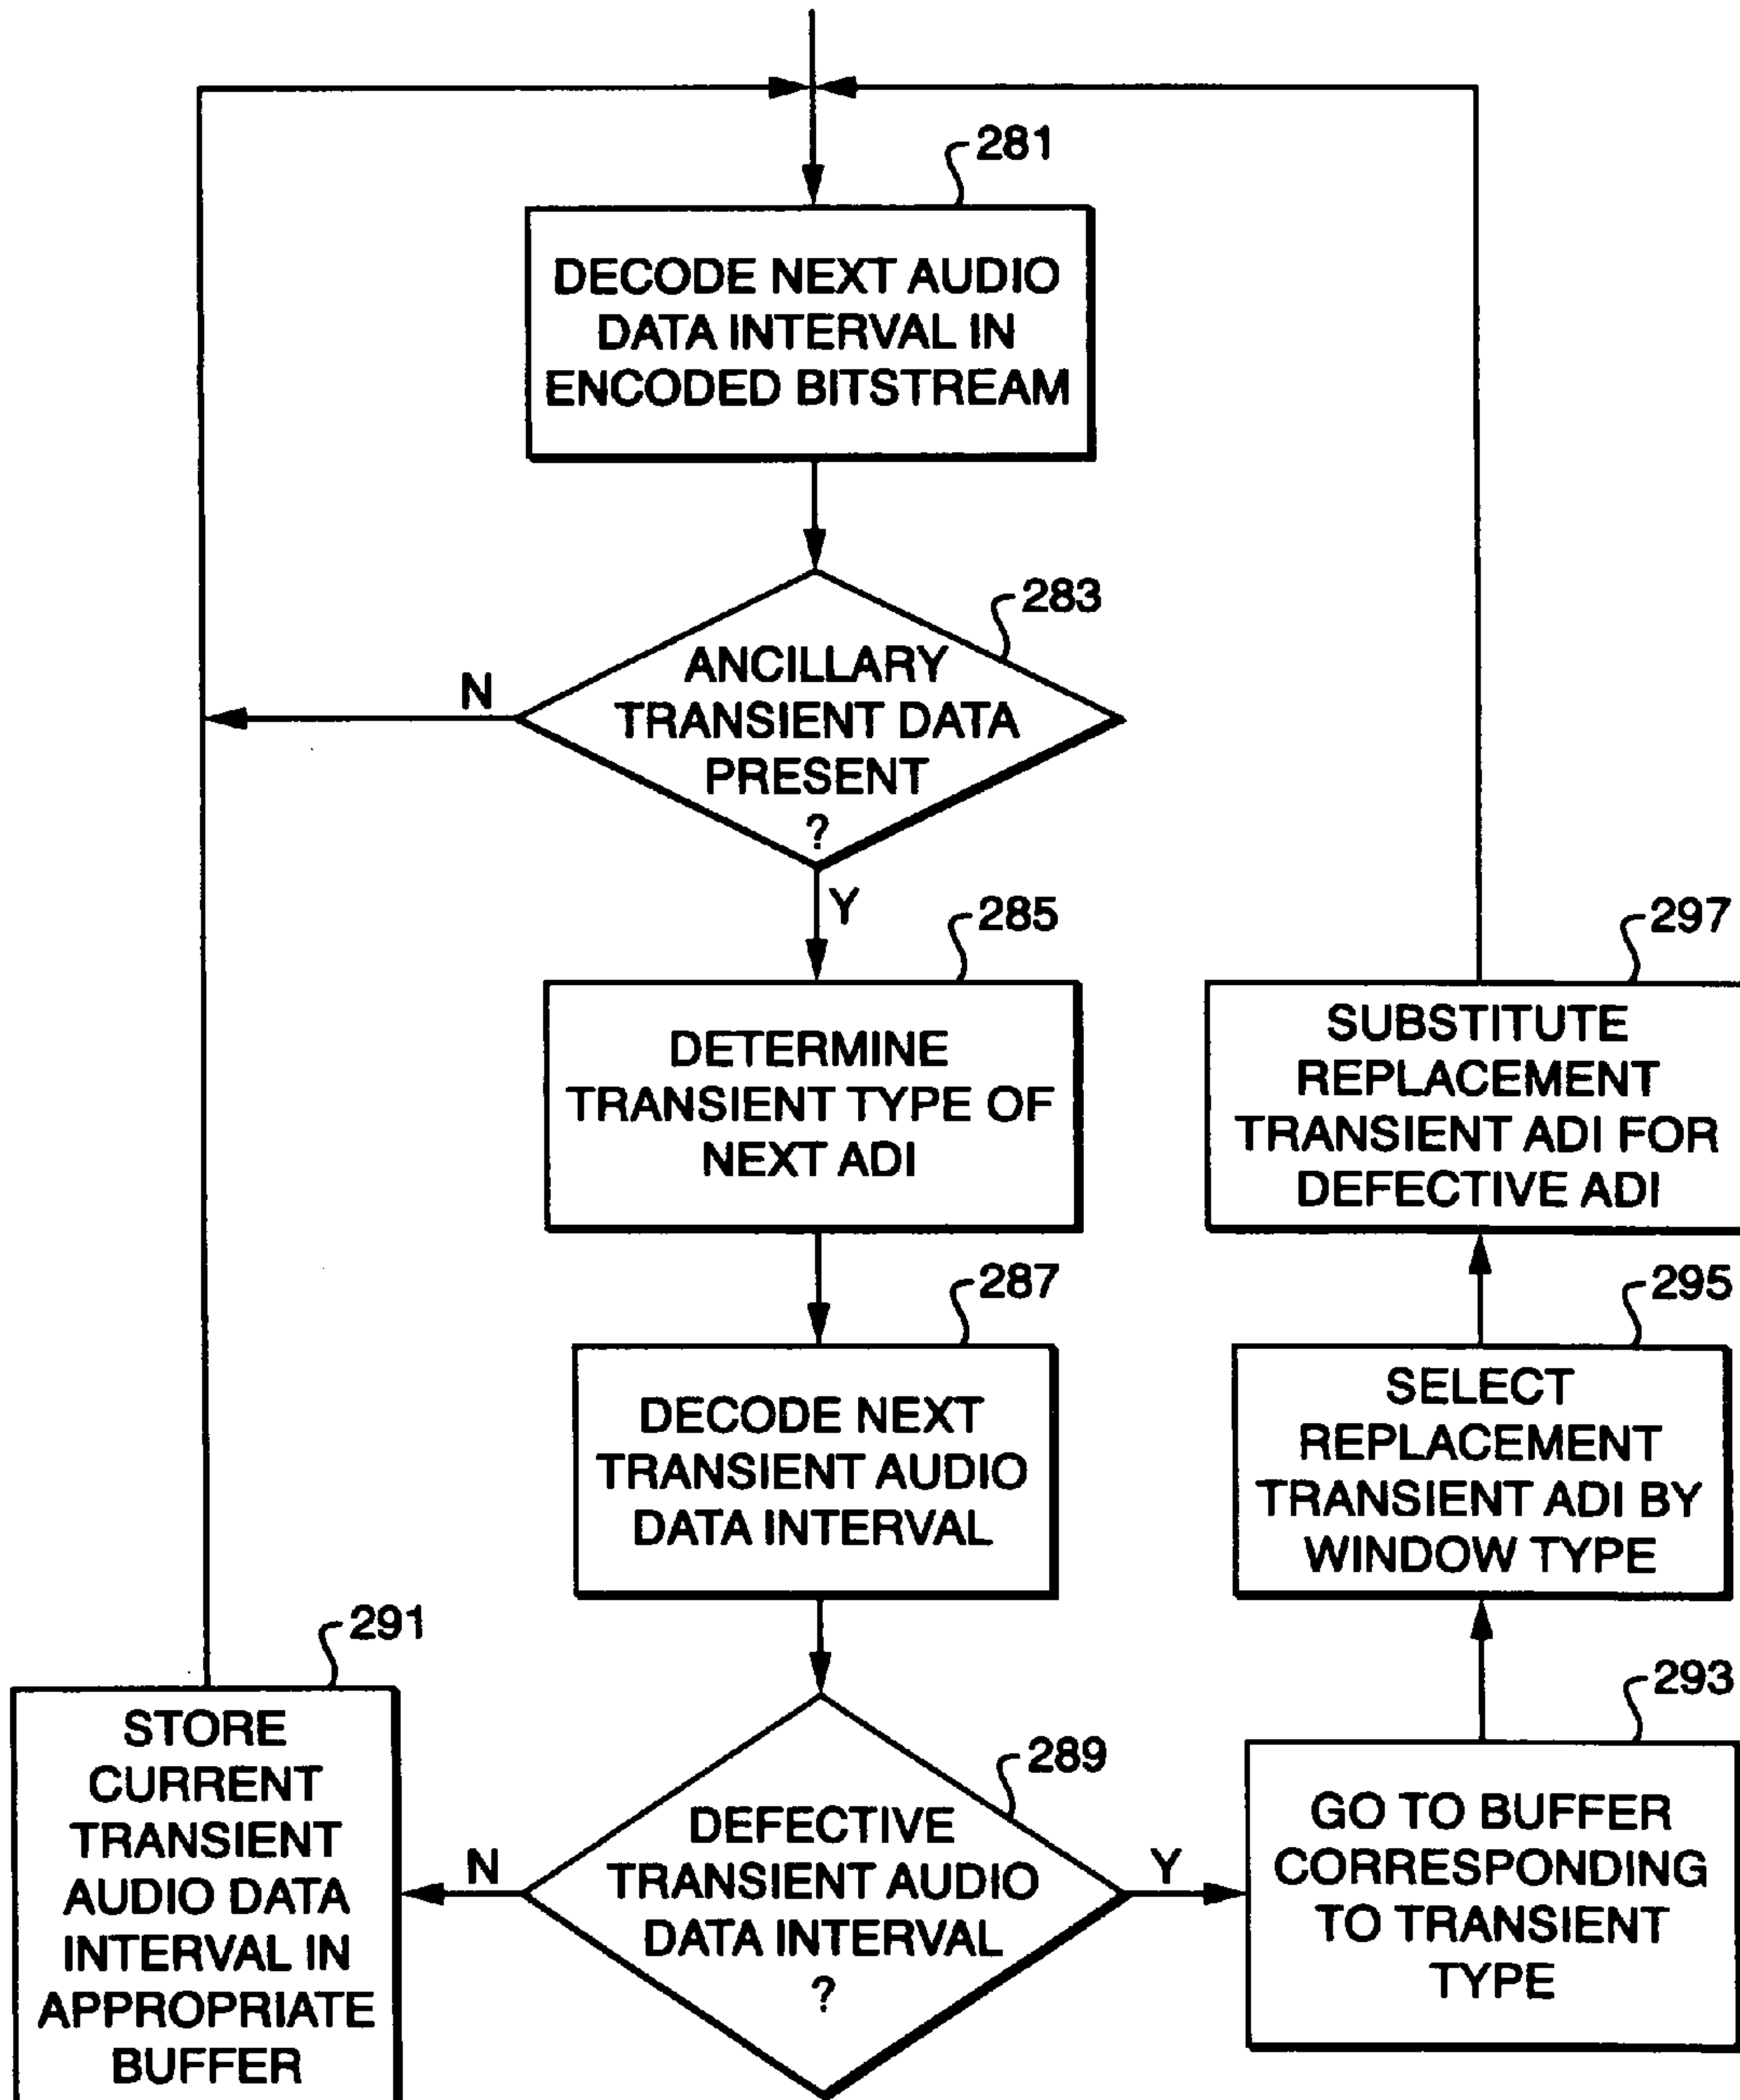 281
DECODE NEXT AUDIO
DATA INTERVAL IN
ENCODED BITSTREAM
283
ANCILLARY
TRANSIENT DATA
PRESENT
?
N
Y
285
DETERMINE
TRANSIENT TYPE OF
NEXT ADI
287
DECODE NEXT
TRANSIENT AUDIO
DATA INTERVAL
289
DEFECTIVE
TRANSIENT AUDIO
DATA INTERVAL
?
N
Y
291
STORE
CURRENT
TRANSIENT
AUDIO DATA
INTERVAL IN
APPROPRIATE
BUFFER
293
GO TO BUFFER
CORRESPONDING
TO TRANSIENT
TYPE
295
SELECT
REPLACEMENT
TRANSIENT ADI BY
WINDOW TYPE
297
SUBSTITUTE
REPLACEMENT
TRANSIENT ADI FOR
DEFECTIVE ADI